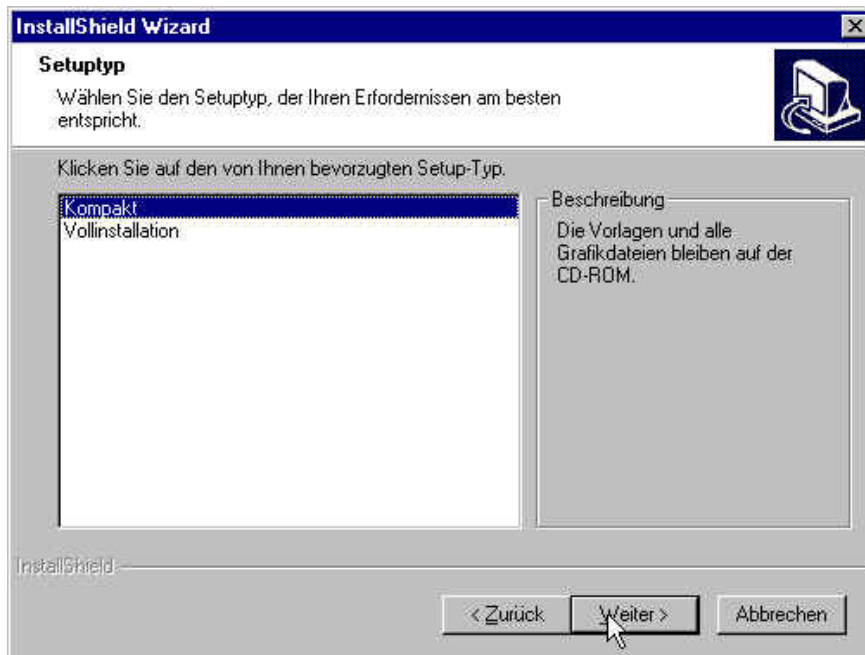 InstallShield Wizard
Setuptyp
Wählen Sie den Setuptyp, der Ihren Erfordernissen am besten
entspricht.
Klicken Sie auf den von Ihnen bevorzugten Setup-Typ.
Kompakt
Vollinstallation
Beschreibung
Die Vorlagen und alle
Grafikdateien bleiben auf der
CD-ROM.
InstallShield
< Zurück
Weiter >
Abbrechen